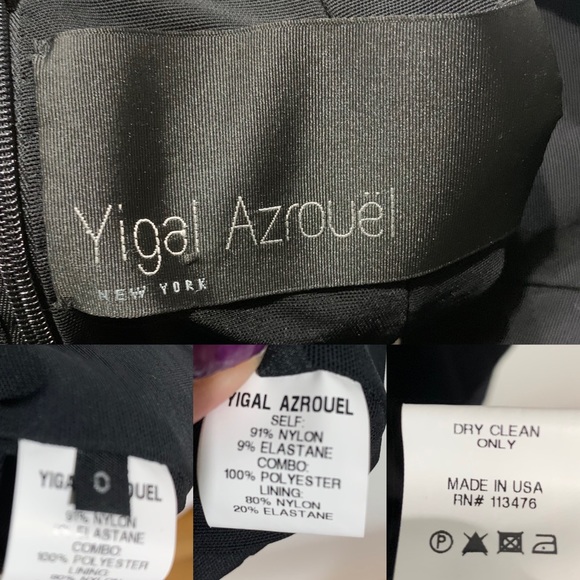 Yigal Azrouël
NEW YORK
0
YIGAL AZROUEL
91% NYLON
9% ELASTANE
COMBO:
100% POLYESTER
YIGAL AZROUEL
SELF:
91% NYLON
9% ELASTANE
COMBO:
100% POLYESTER
LINING:
80% NYLON
20% ELASTANE
DRY CLEAN
ONLY
MADE IN USA
RN# 113476
P